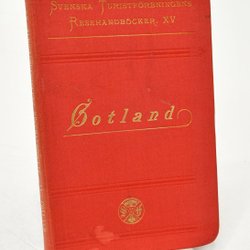 SVENSKA TURISTFÖRENINGENS
RESEHANDBÖCKER. XV
Gotland